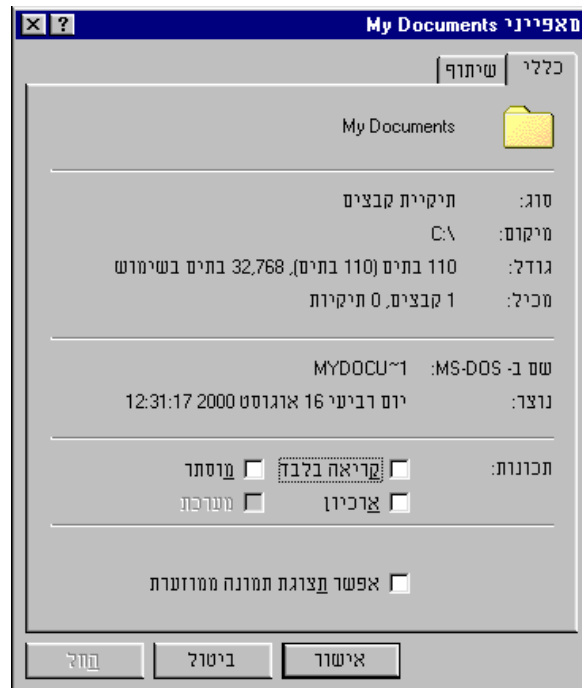 מאפייני My Documents
כללי שיתוף
My Documents
סוג: תיקיית קבצים
מיקום: C:\
גודל: 110 בתים (110 בתים), 32,768 בתים בשימוש
מכיל: 1 קבצים, 0 תיקיות
שם ב- MS-DOS: MYDOCU~1
נוצר: יום רביעי 16 אוגוסט 2000 12:31:17
תכונות: קריאה בלבד מוסתר
ארכיון מערכת
אפשר תצוגת תמונה ממוזערת
אישור ביטול החל